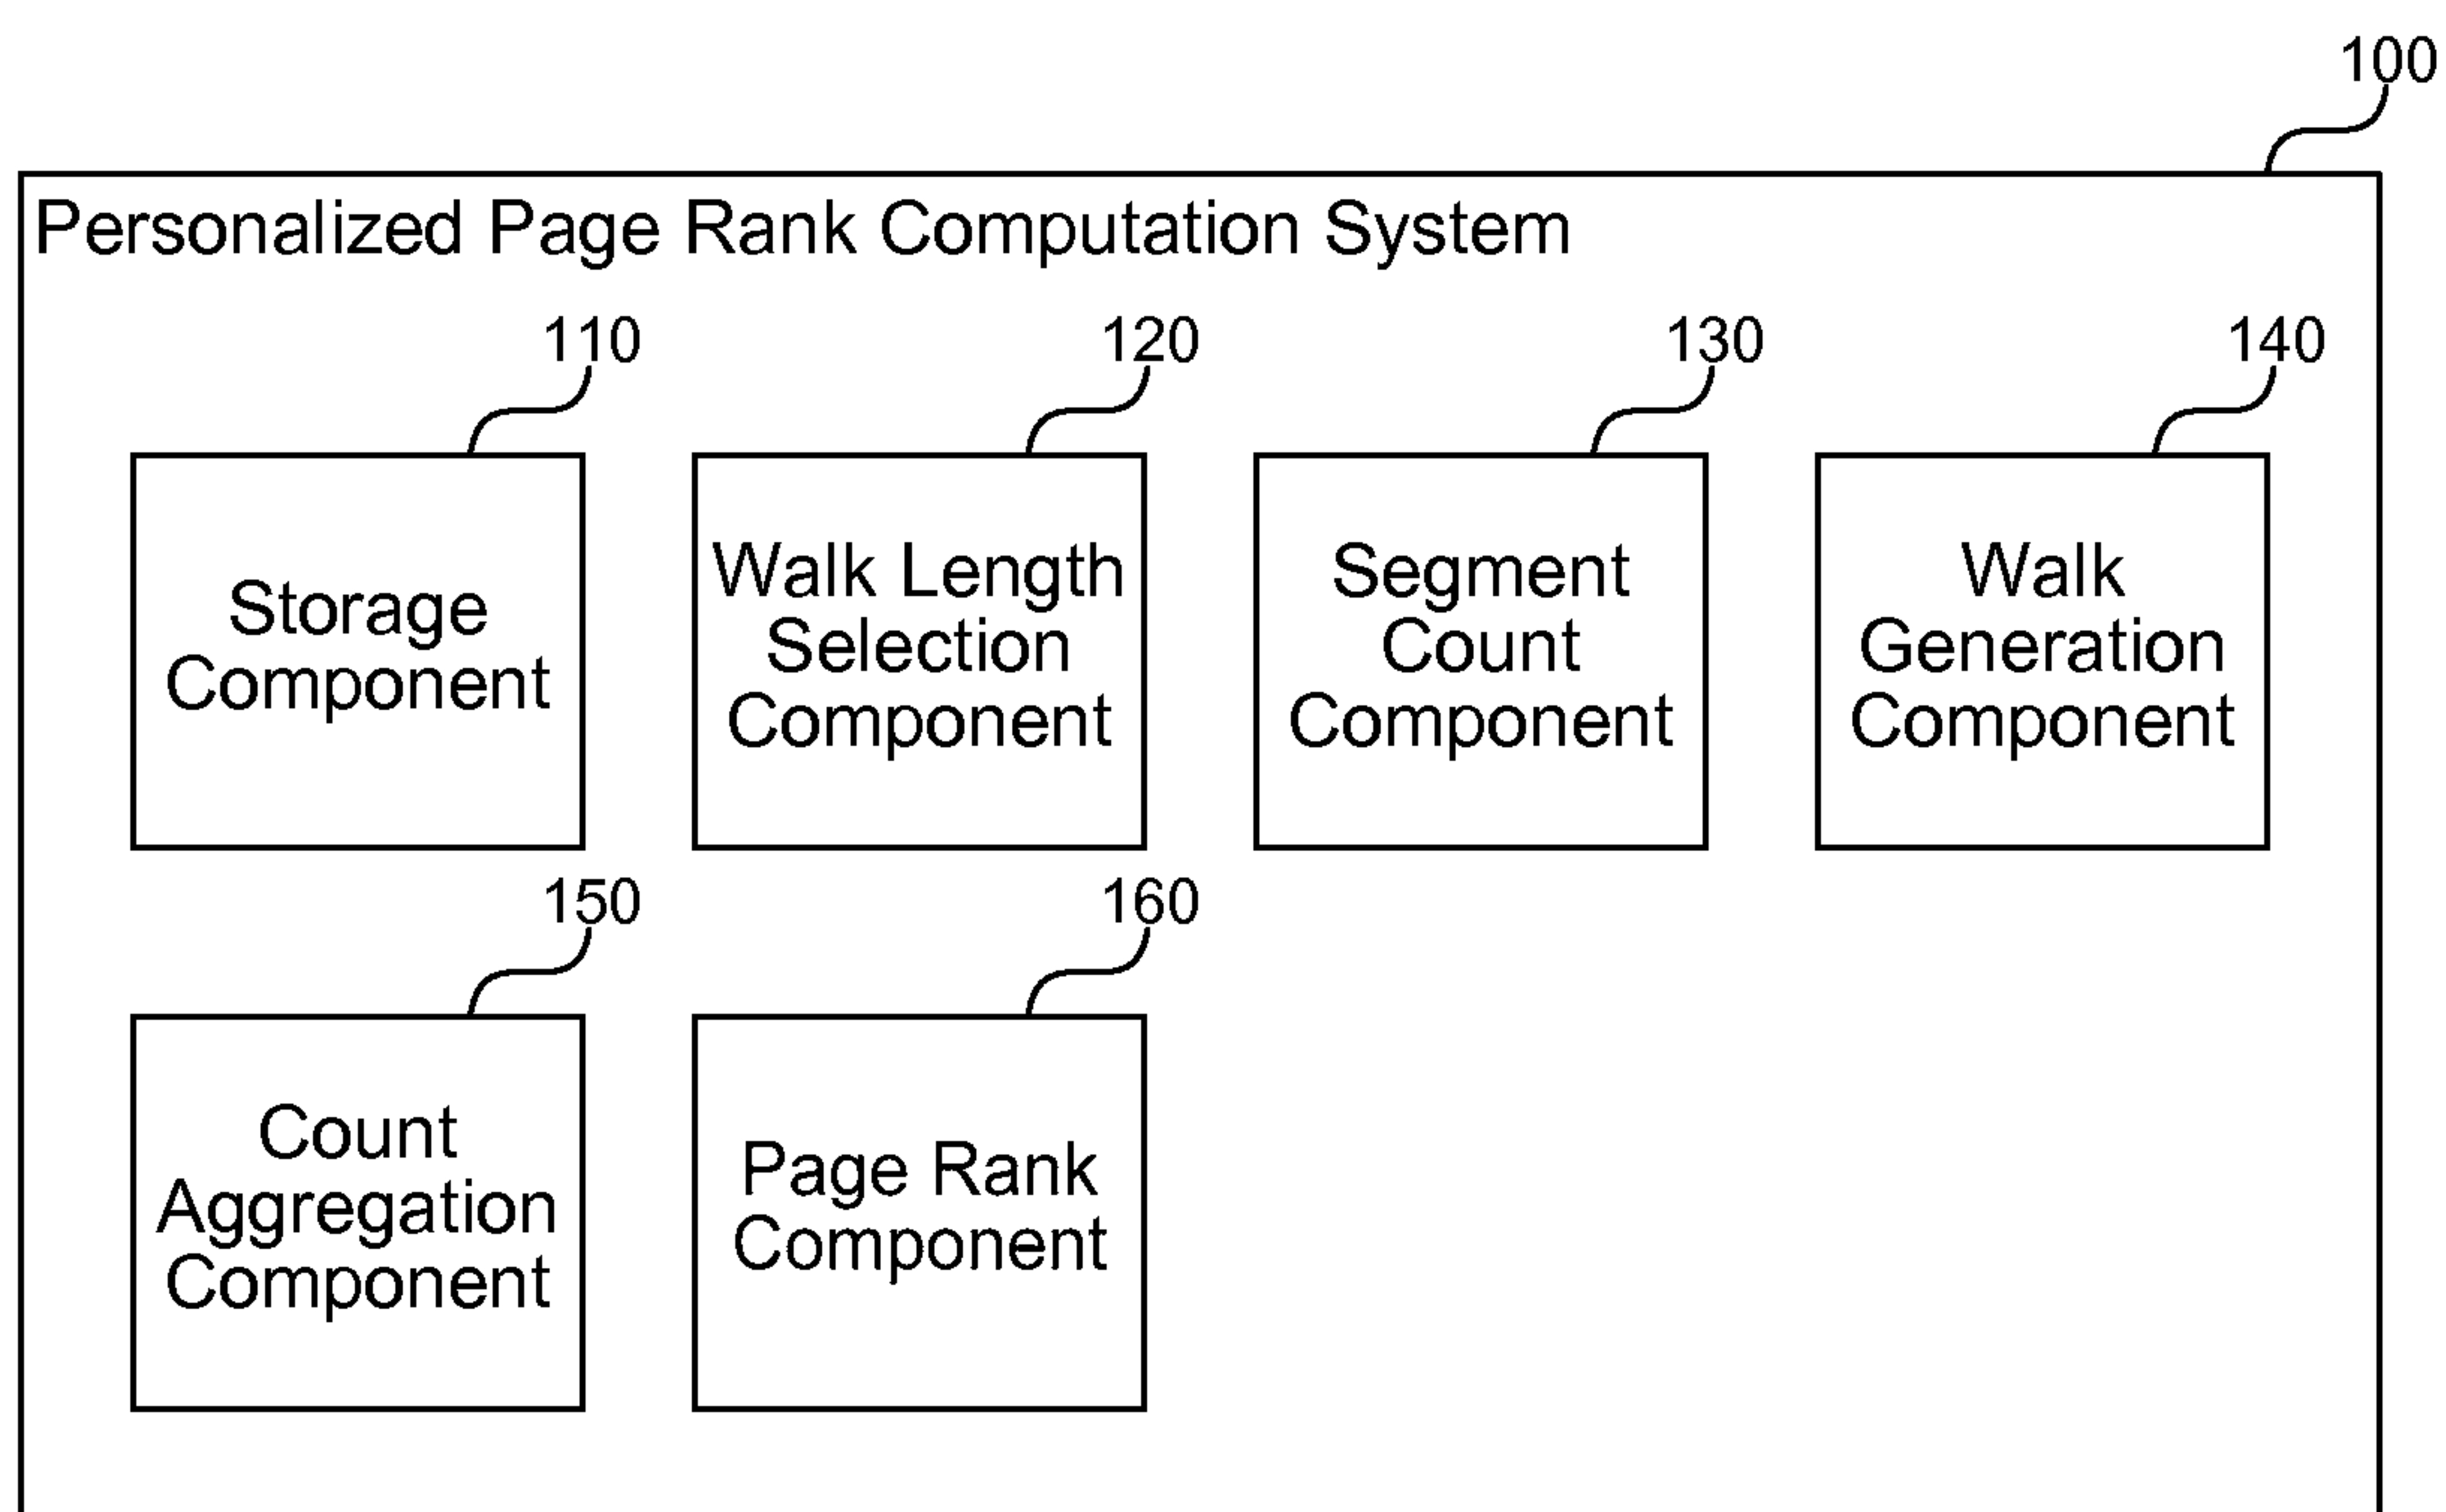 100
Personalized Page Rank Computation System
110
120
130
140
Storage
Component
Walk Length
Selection
Component
Segment
Count
Component
Walk
Generation
Component
150
160
Count
Aggregation
Component
Page Rank
Component